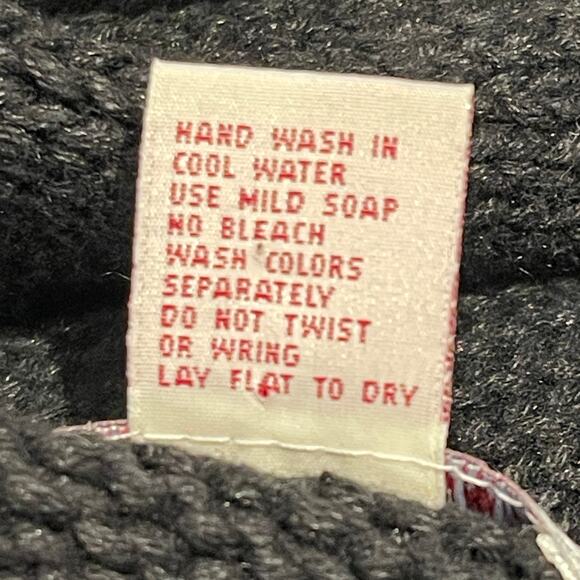 HAND WASH IN
COOL WATER
USE MILD SOAP
NO BLEACH
WASH COLORS
SEPARATELY
DO NOT TWIST
OR WRING
LAY FLAT TO DRY